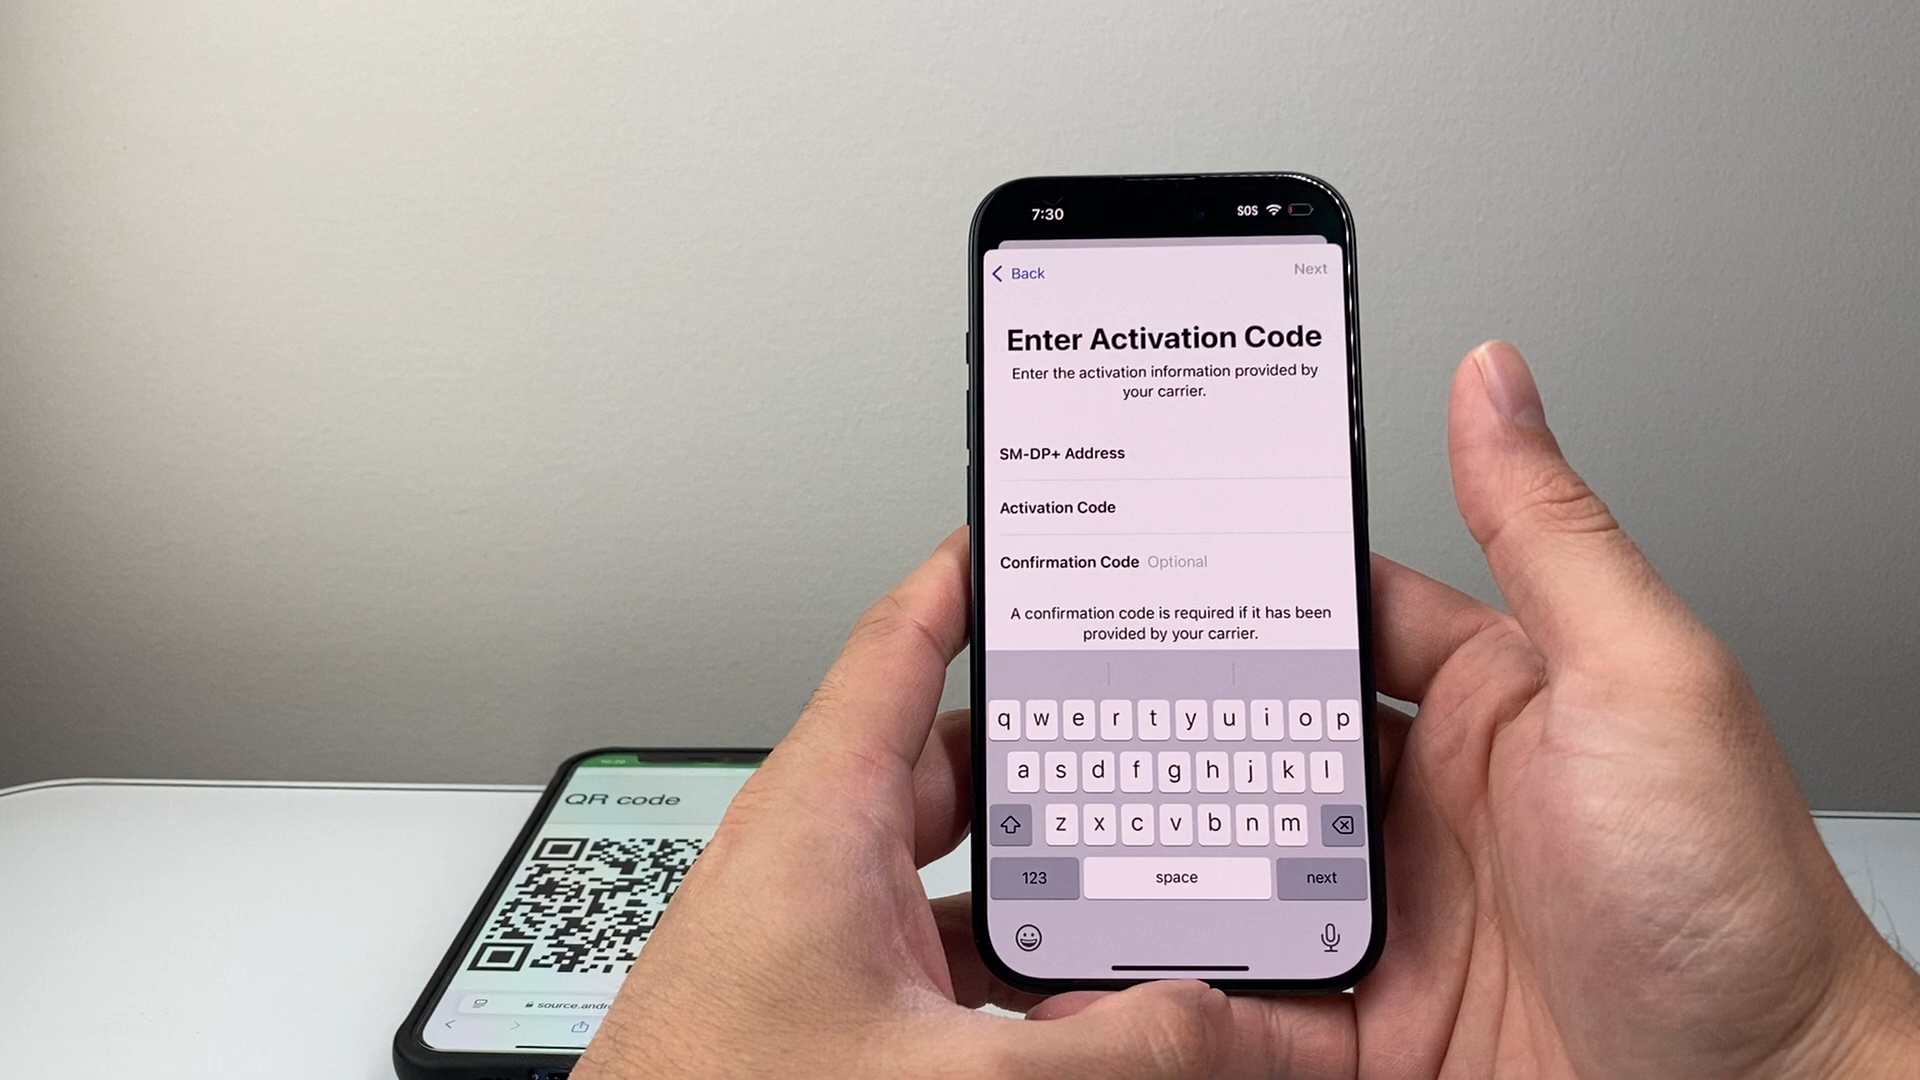 7:30 SOS
Back Next
Enter Activation Code
Enter the activation information provided by
your carrier.
SM-DP+ Address
Activation Code
Confirmation Code Optional
A confirmation code is required if it has been
provided by your carrier.
q w e r t y u i o p
a s d f g h j k l
z x c v b n m
123 space next
QR code
source.andr